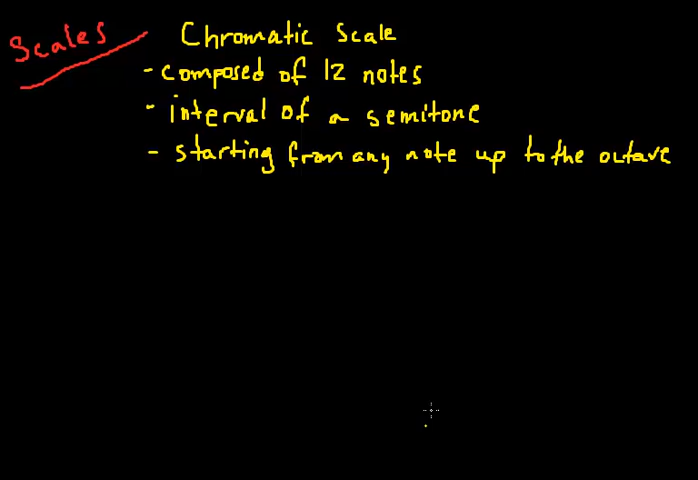 Scales
Chromatic Scale
- composed of 12 notes
- interval of a semitone
- starting from any note up to the octave